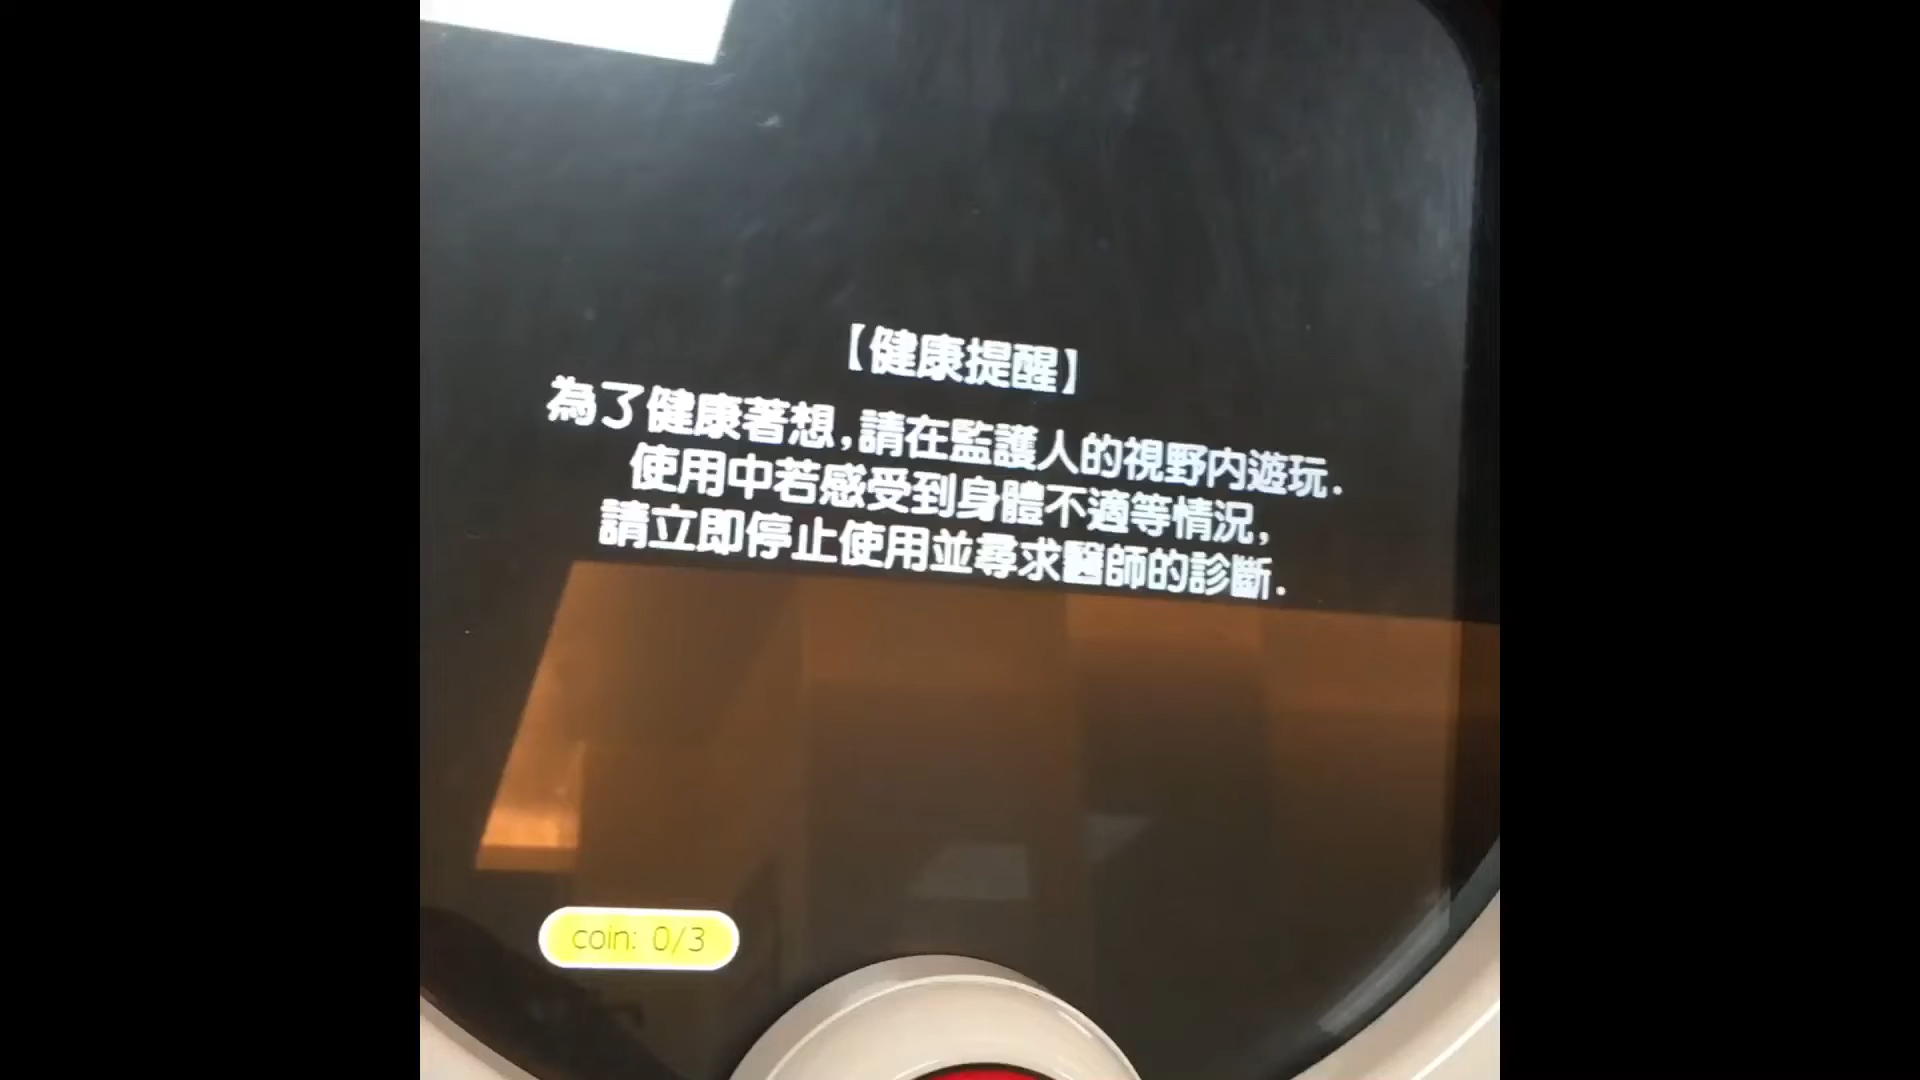 【健康提醒】
為了健康著想,請在監護人的視野內遊玩.
使用中若感受到身體不適等情況,
請立即停止使用並尋求醫師的診斷.
coin: 0/3